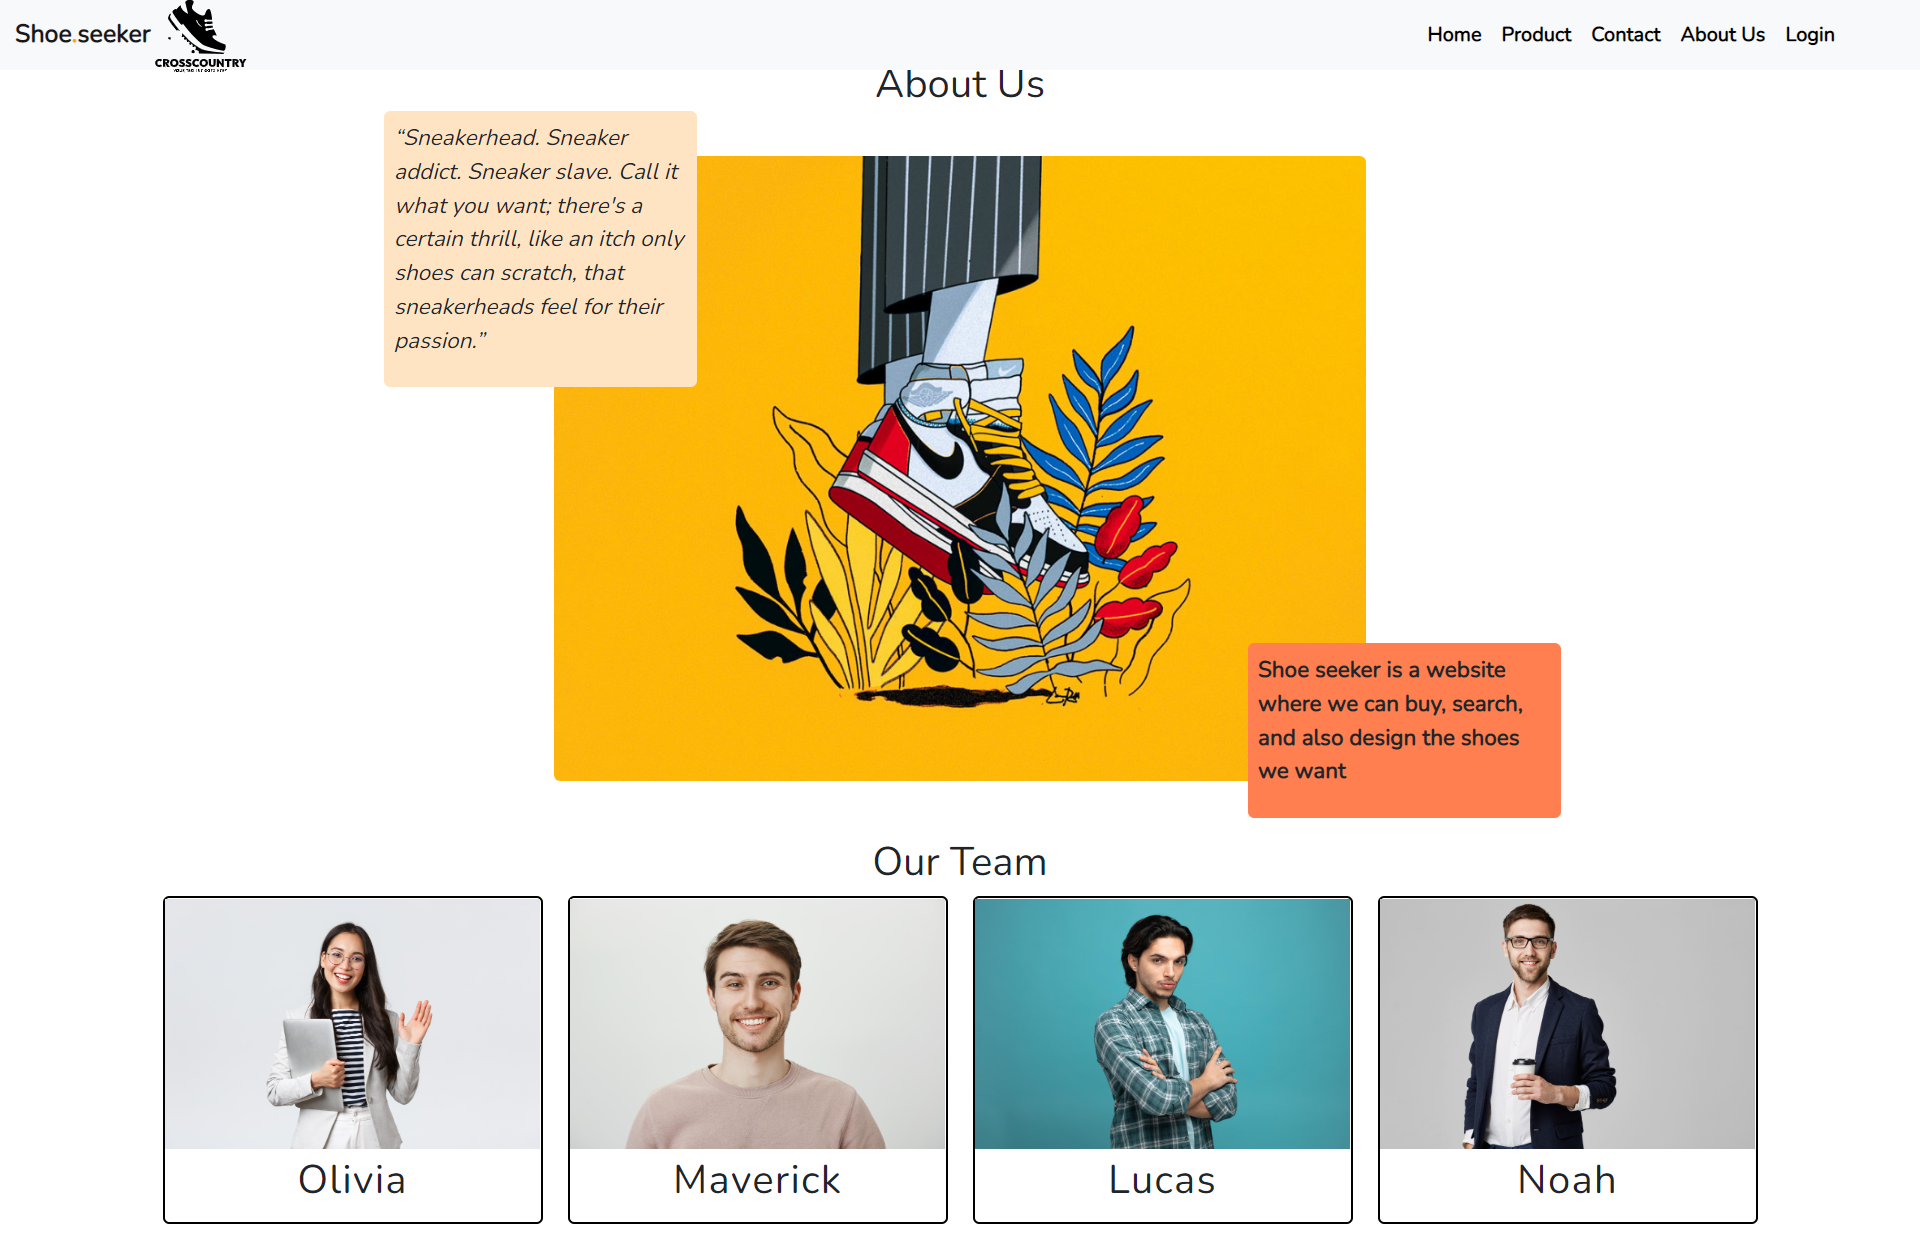 Shoe.seeker
CROSSCOUNTRY
Home Product Contact About Us Login
About Us
“Sneakerhead. Sneaker
addict. Sneaker slave. Call it
what you want; there's a
certain thrill, like an itch only
shoes can scratch, that
sneakerheads feel for their
passion.”
Shoe seeker is a website
where we can buy, search,
and also design the shoes
we want
Our Team
Olivia
Maverick
Lucas
Noah